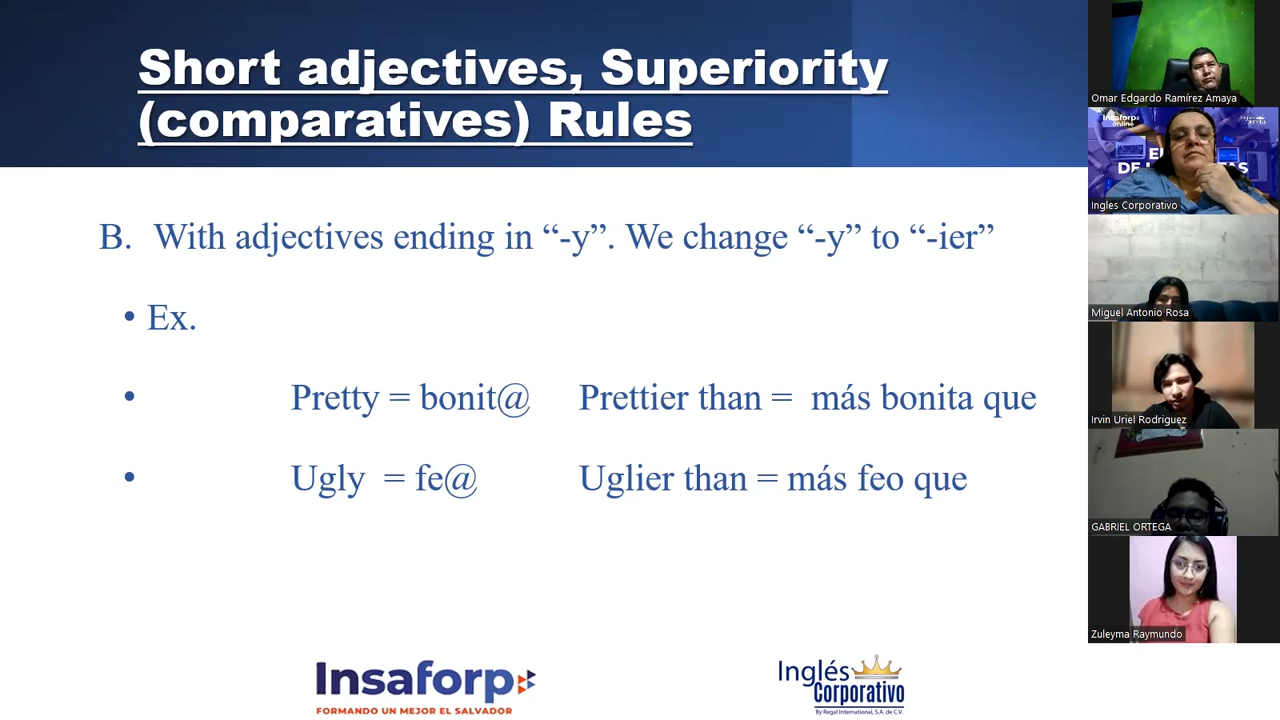 Short adjectives, Superiority
(comparatives) Rules
B. With adjectives ending in “-y”. We change “-y” to “-ier”
• Ex.
• Pretty = bonit@ Prettier than = más bonita que
• Ugly = fe@ Uglier than = más feo que
Insaforp
FORMANDO UN MEJOR EL SALVADOR
Inglés
Corporativo
By Regal International, S.A. de C.V.
Omar Edgardo Ramírez Amaya
Insaforp
online
Ingles Corporativo
Miguel Antonio Rosa
Irvin Uriel Rodriguez
GABRIEL ORTEGA
Zuleyma Raymundo